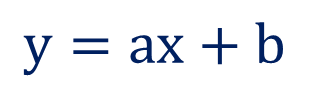 y = ax + b